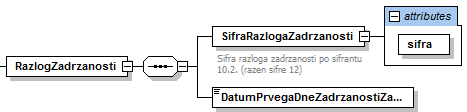 attributes
SifraRazlogaZadrzanosti
sifra
RazlogZadrzanosti
Sifra razloga zadrzanosti po sifrantu
10.2. (razen sifre 12)
DatumPrvegaDneZadrzanostiZa...